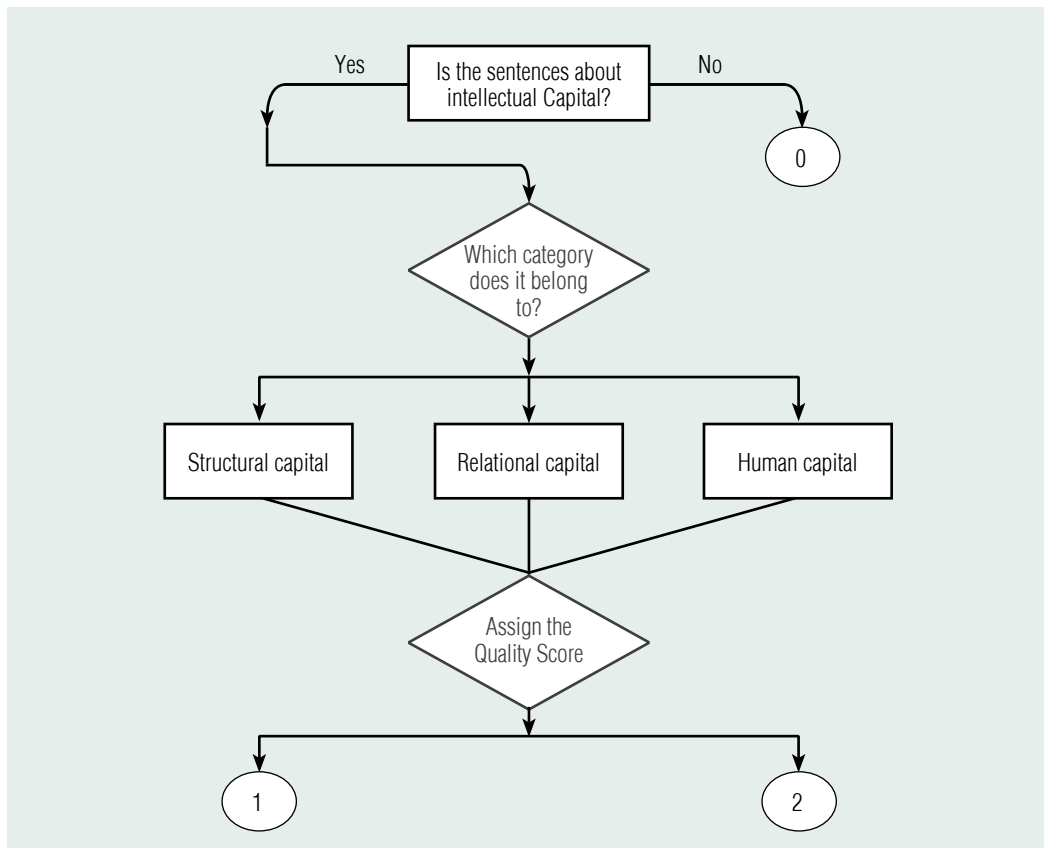 Yes
Is the sentences about
intellectual Capital?
No
0
Which category
does it belong
to?
Structural capital
Relational capital
Human capital
Assign the
Quality Score
1
2